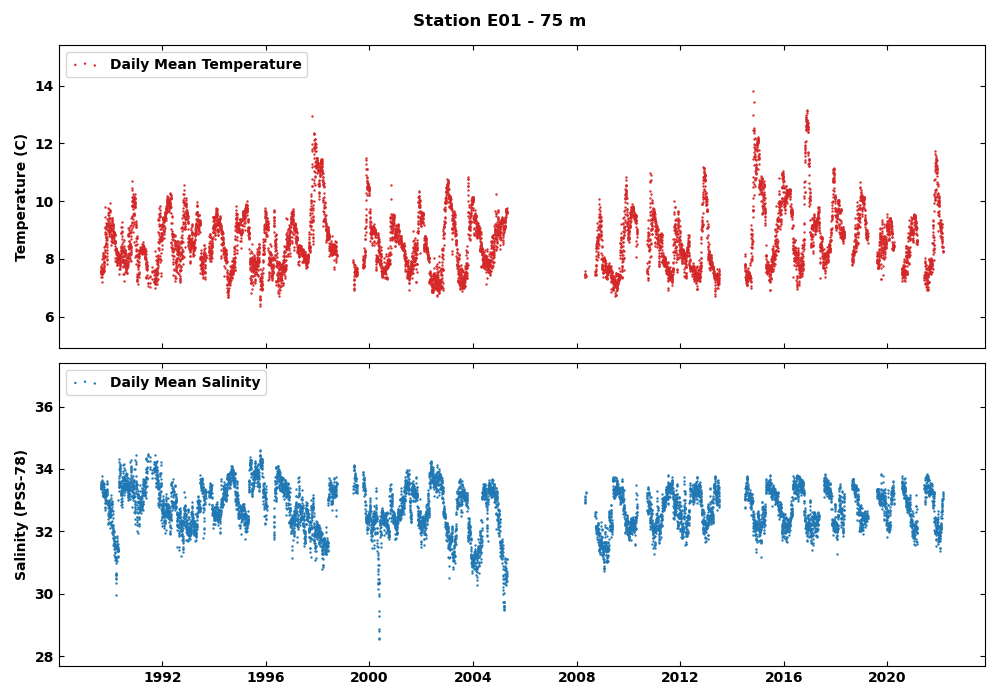 Station E01 - 75 m
Daily Mean Temperature
Temperature (C)
14
12
10
8
6
Daily Mean Salinity
Salinity (PSS-78)
36
34
32
30
28
1992 1996 2000 2004 2008 2012 2016 2020